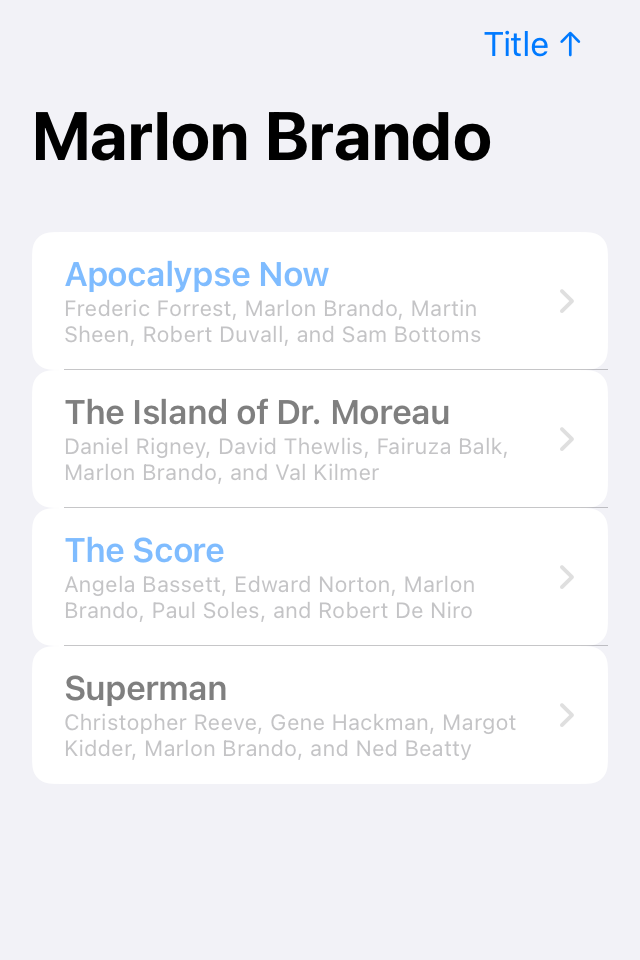 Title ↑
Marlon Brando
Apocalypse Now
Frederic Forrest, Marlon Brando, Martin
Sheen, Robert Duvall, and Sam Bottoms
The Island of Dr. Moreau
Daniel Rigney, David Thewlis, Fairuza Balk,
Marlon Brando, and Val Kilmer
The Score
Angela Bassett, Edward Norton, Marlon
Brando, Paul Soles, and Robert De Niro
Superman
Christopher Reeve, Gene Hackman, Margot
Kidder, Marlon Brando, and Ned Beatty